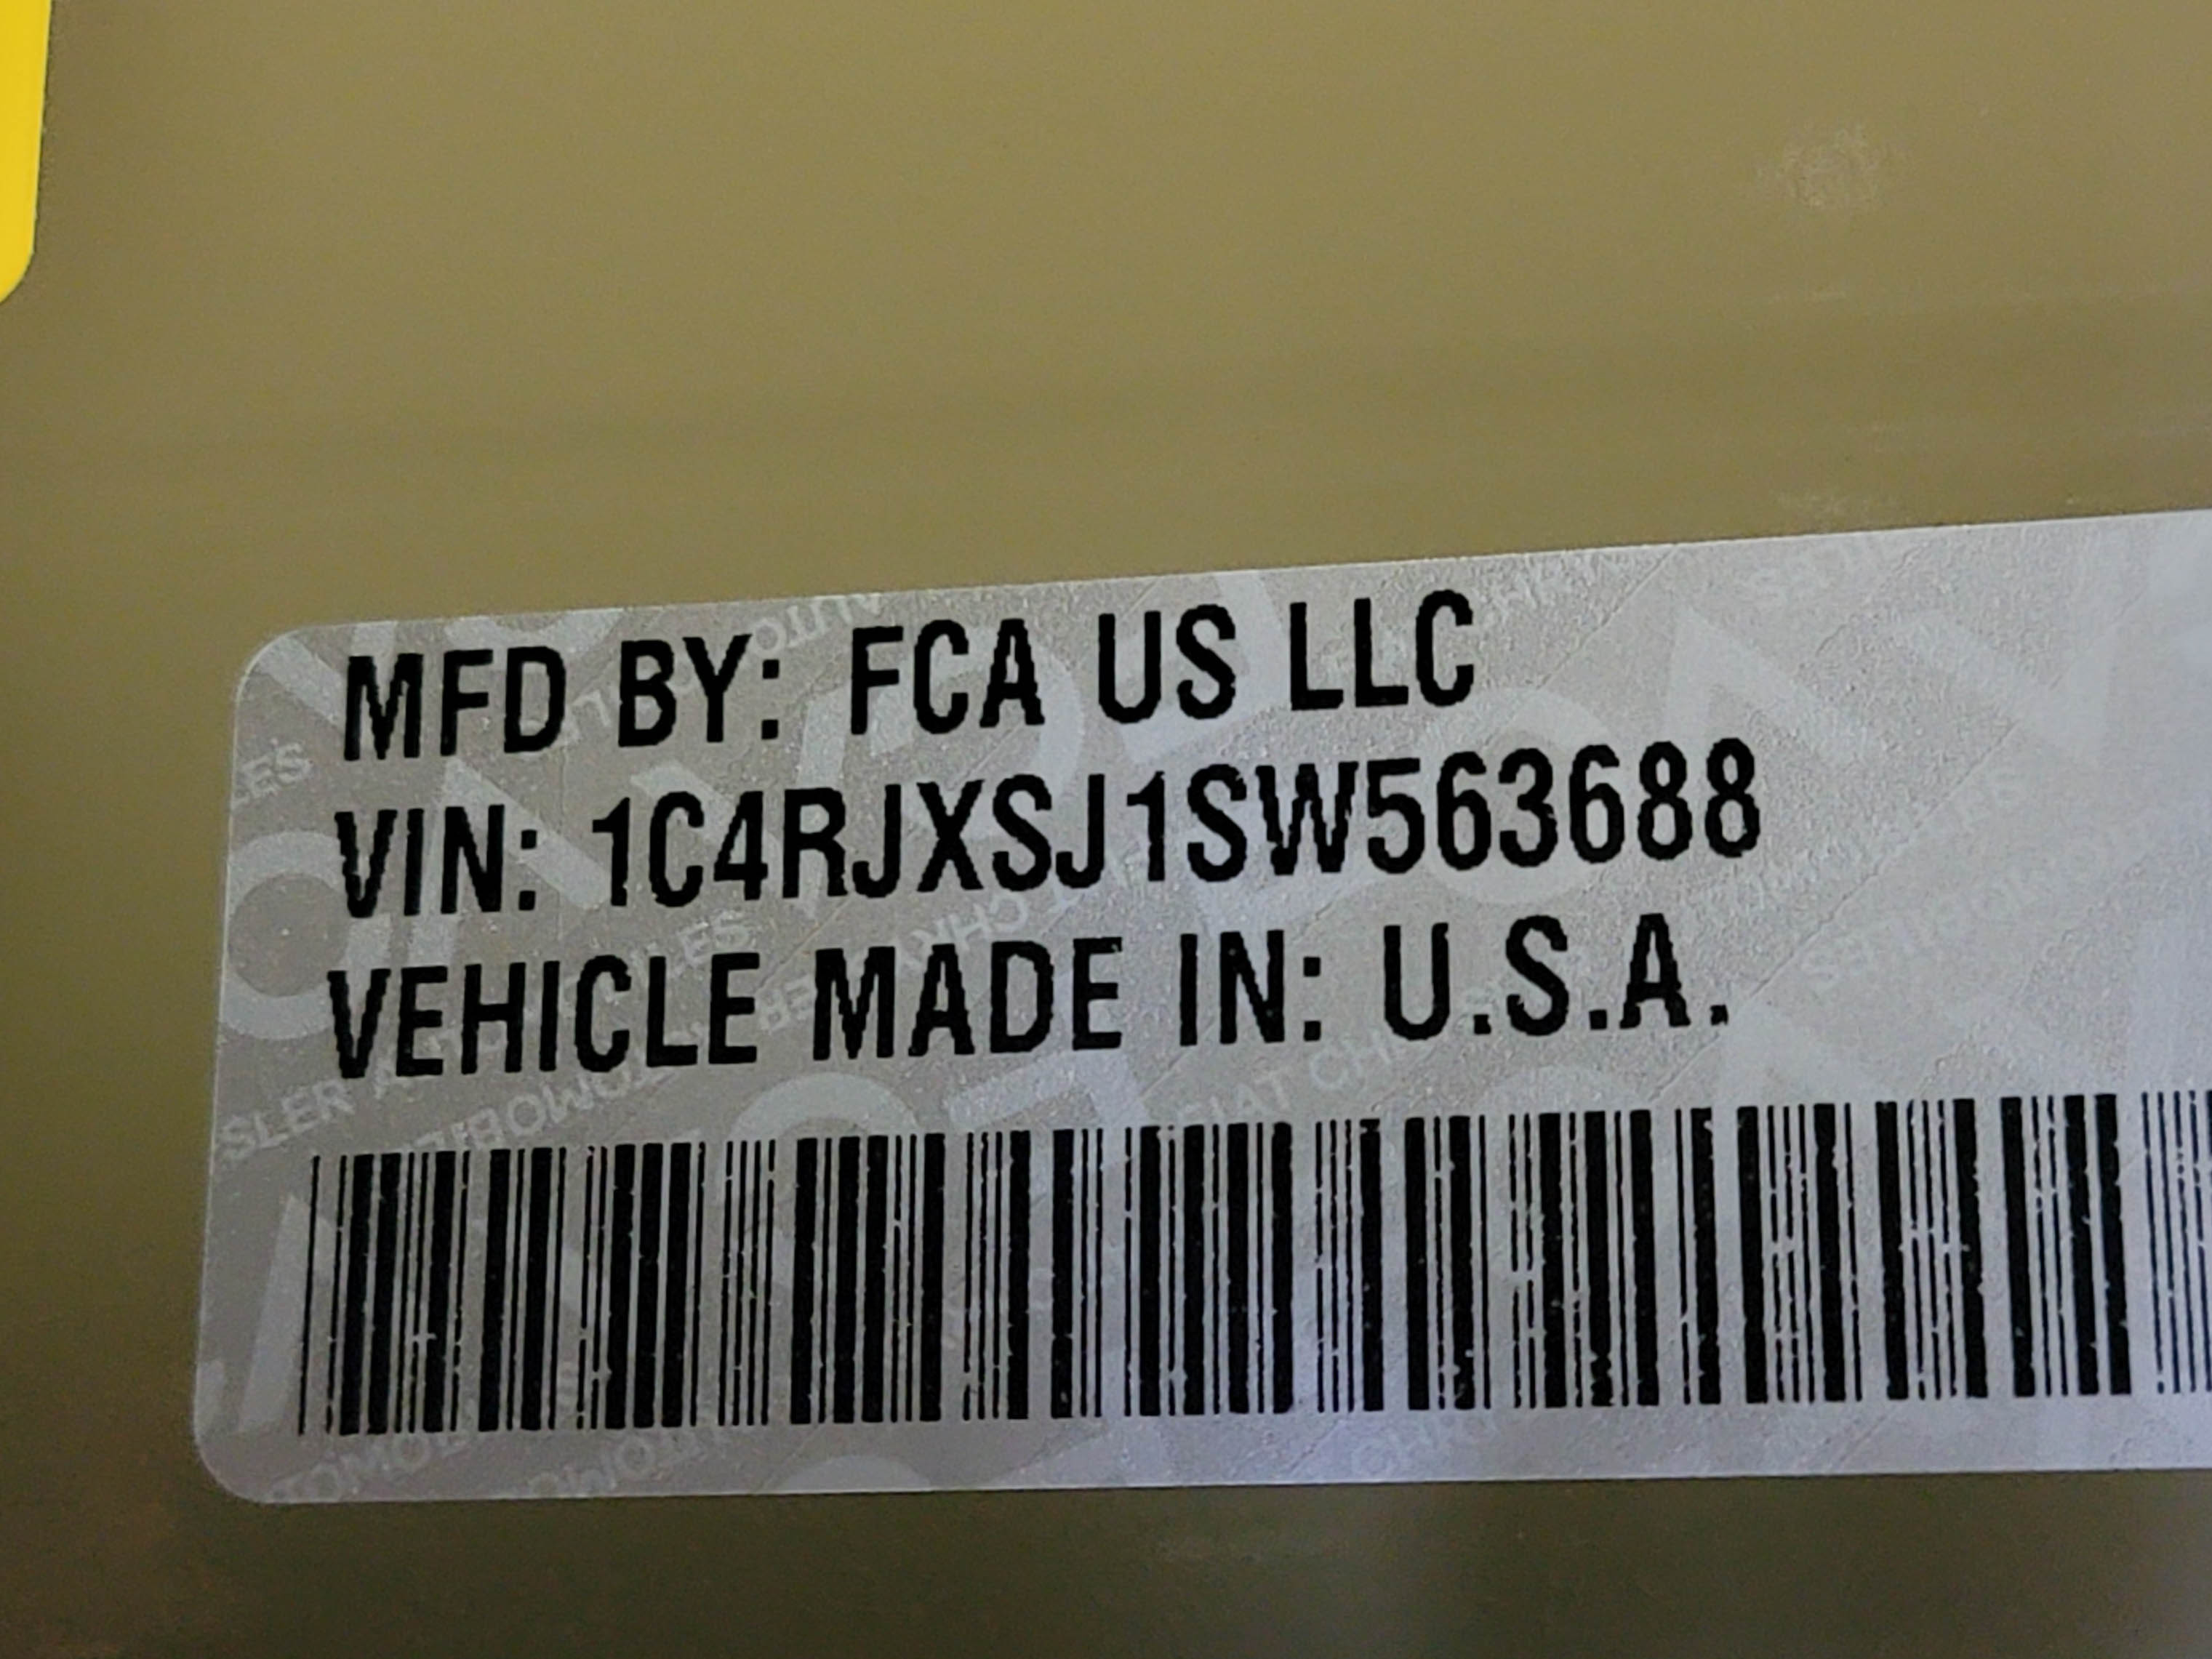 MFD BY: FCA US LLC
VIN: 1C4RJXSJ1SW563688
VEHICLE MADE IN: U.S.A.